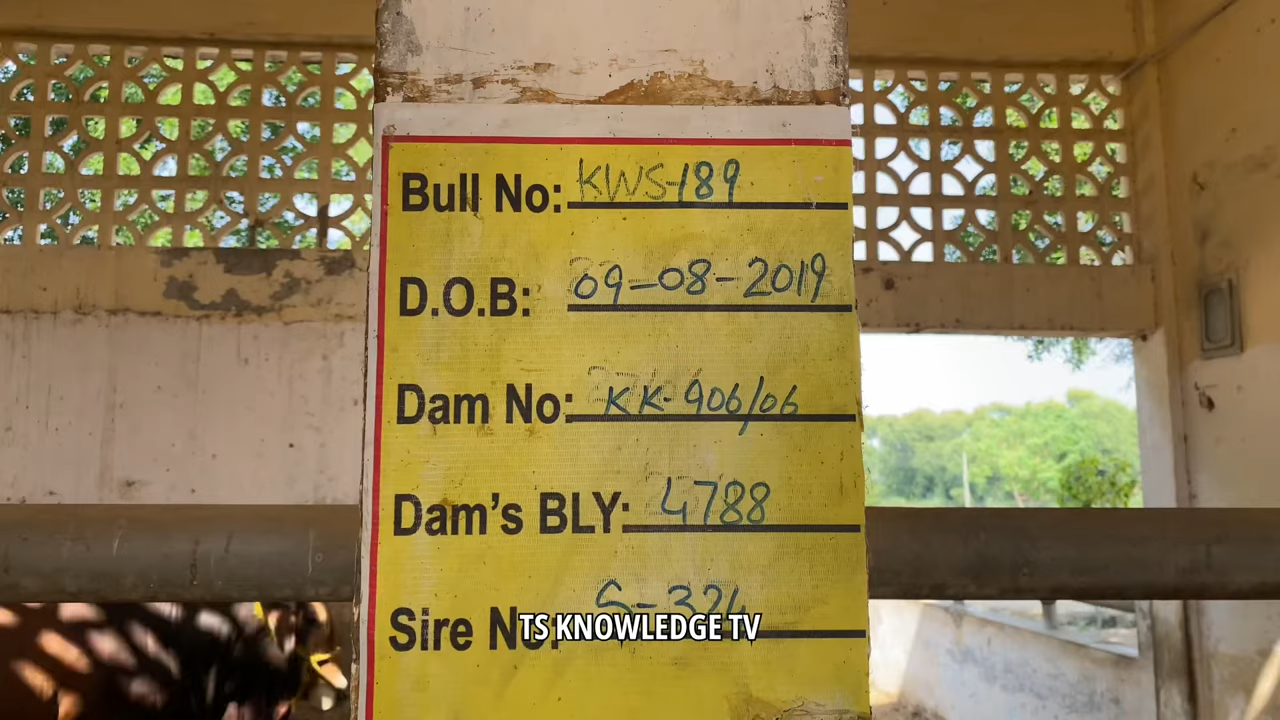 Bull No: KWS-189
D.O.B: 09-08-2019
Dam No: KK-906/06
Dam's BLY: 4788
Sire No: S-324
TS KNOWLEDGE TV